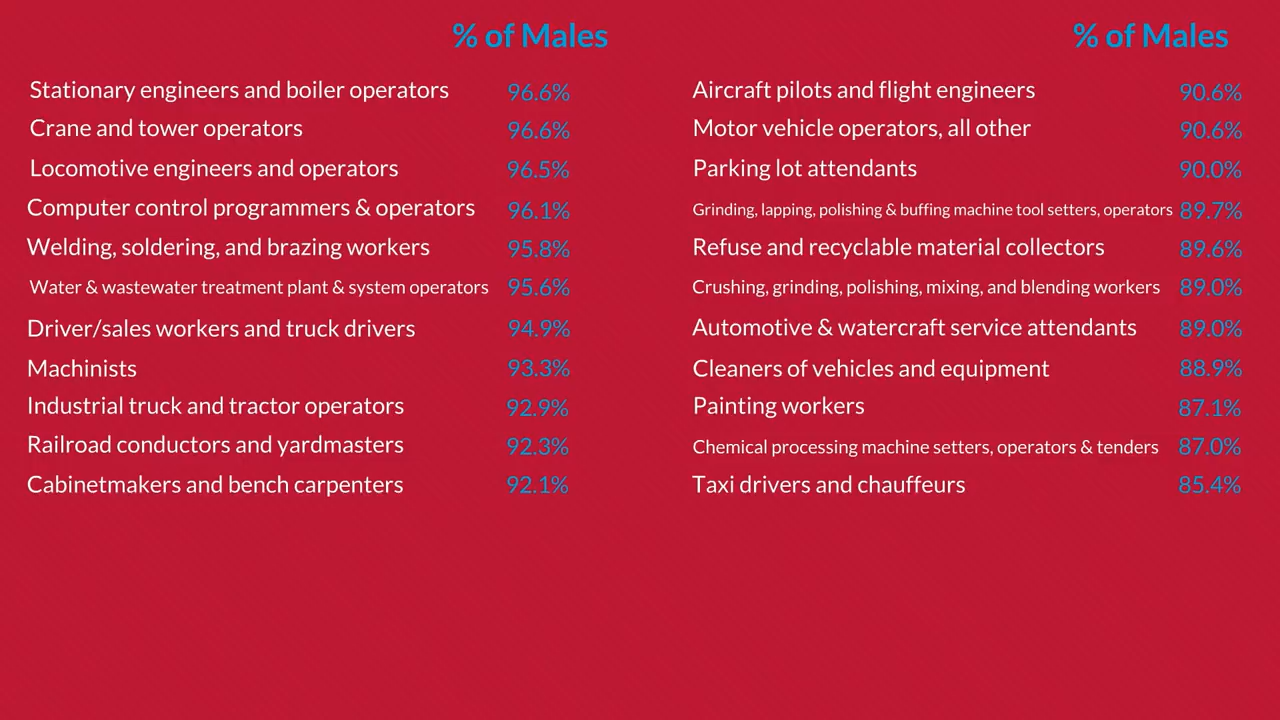 % of Males
Stationary engineers and boiler operators 96.6%
Crane and tower operators 96.6%
Locomotive engineers and operators 96.5%
Computer control programmers & operators 96.1%
Welding, soldering, and brazing workers 95.8%
Water & wastewater treatment plant & system operators 95.6%
Driver/sales workers and truck drivers 94.9%
Machinists 93.3%
Industrial truck and tractor operators 92.9%
Railroad conductors and yardmasters 92.3%
Cabinetmakers and bench carpenters 92.1%
% of Males
Aircraft pilots and flight engineers 90.6%
Motor vehicle operators, all other 90.6%
Parking lot attendants 90.0%
Grinding, lapping, polishing & buffing machine tool setters, operators 89.7%
Refuse and recyclable material collectors 89.6%
Crushing, grinding, polishing, mixing, and blending workers 89.0%
Automotive & watercraft service attendants 89.0%
Cleaners of vehicles and equipment 88.9%
Painting workers 87.1%
Chemical processing machine setters, operators & tenders 87.0%
Taxi drivers and chauffeurs 85.4%